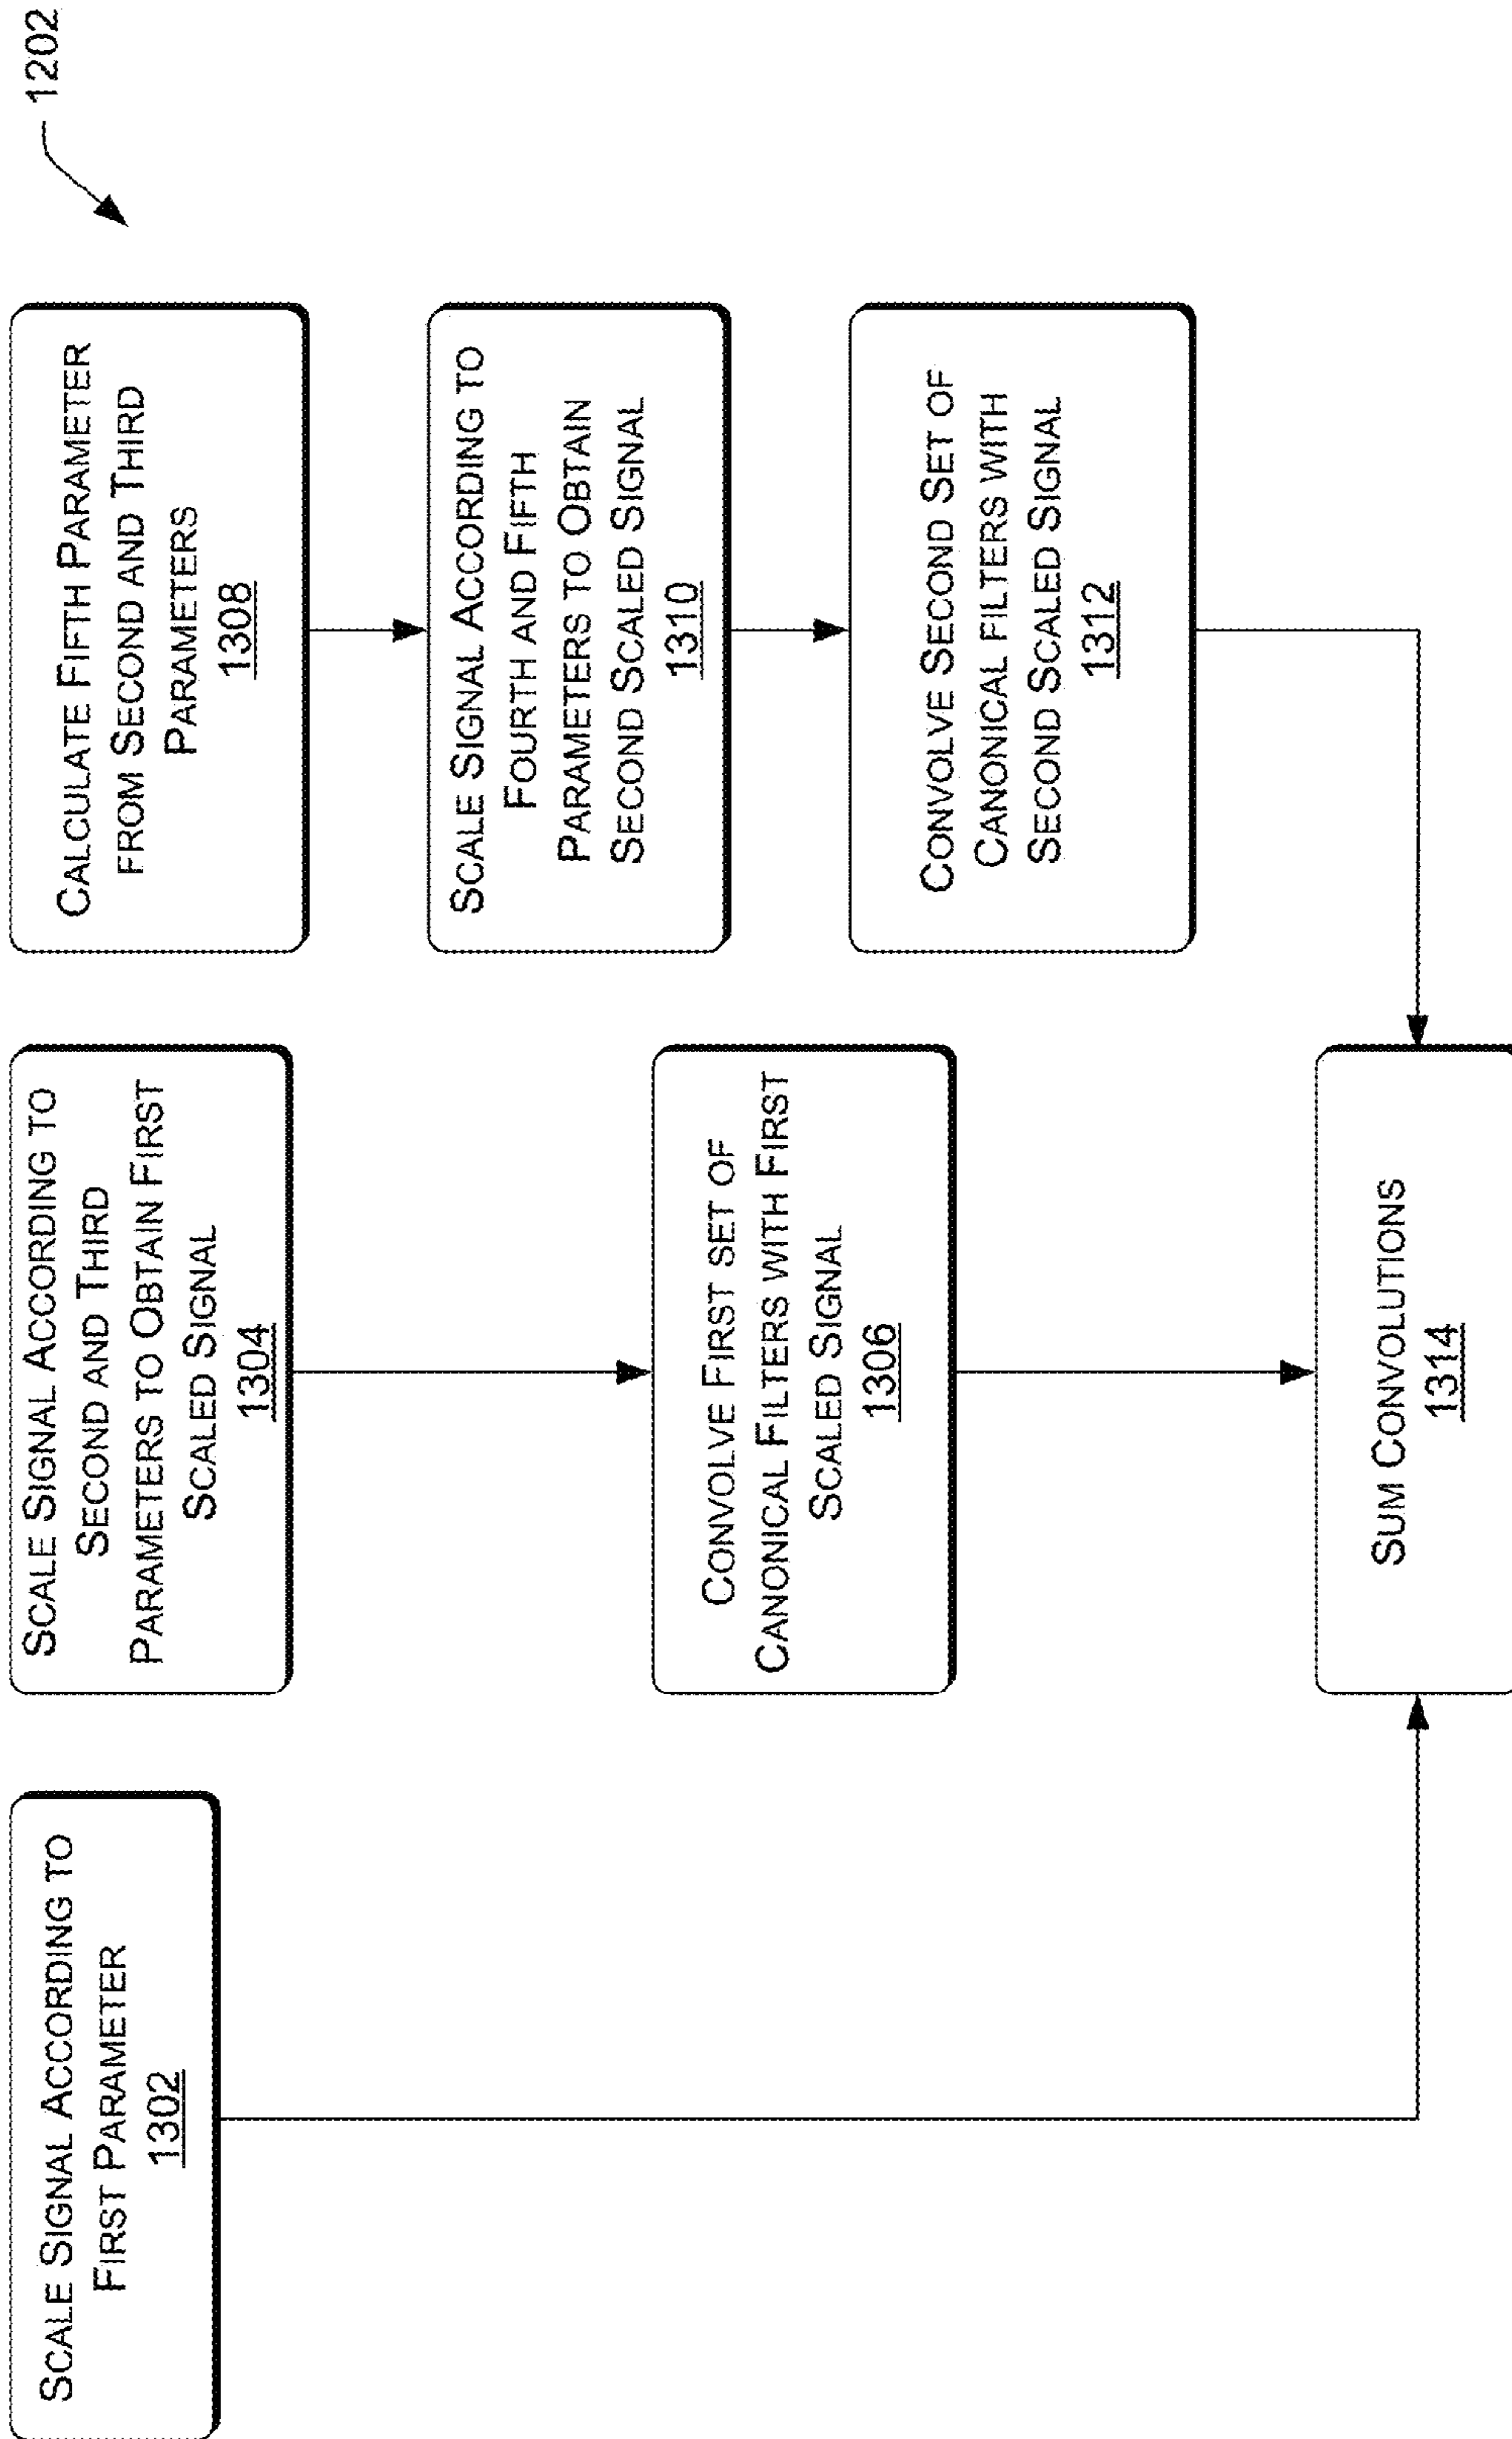 1202
SCALE SIGNAL ACCORDING TO
FIRST PARAMETER
1302
SCALE SIGNAL ACCORDING TO
SECOND AND THIRD
PARAMETERS TO OBTAIN FIRST
SCALED SIGNAL
1304
CONVOLVE FIRST SET OF
CANONICAL FILTERS WITH FIRST
SCALED SIGNAL
1306
CALCULATE FIFTH PARAMETER
FROM SECOND AND THIRD
PARAMETERS
1308
SCALE SIGNAL ACCORDING TO
FOURTH AND FIFTH
PARAMETERS TO OBTAIN
SECOND SCALED SIGNAL
1310
CONVOLVE SECOND SET OF
CANONICAL FILTERS WITH
SECOND SCALED SIGNAL
1312
SUM CONVOLUTIONS
1314